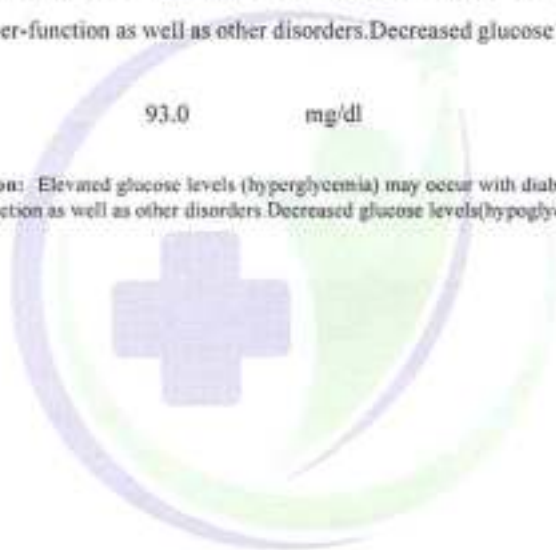 er-function as well as other disorders.Decreased glucose
93.0 mg/dl
on: Elevated glucose levels (hyperglycemia) may occur with diab
ction as well as other disorders.Decreased glucose levels(hypogly